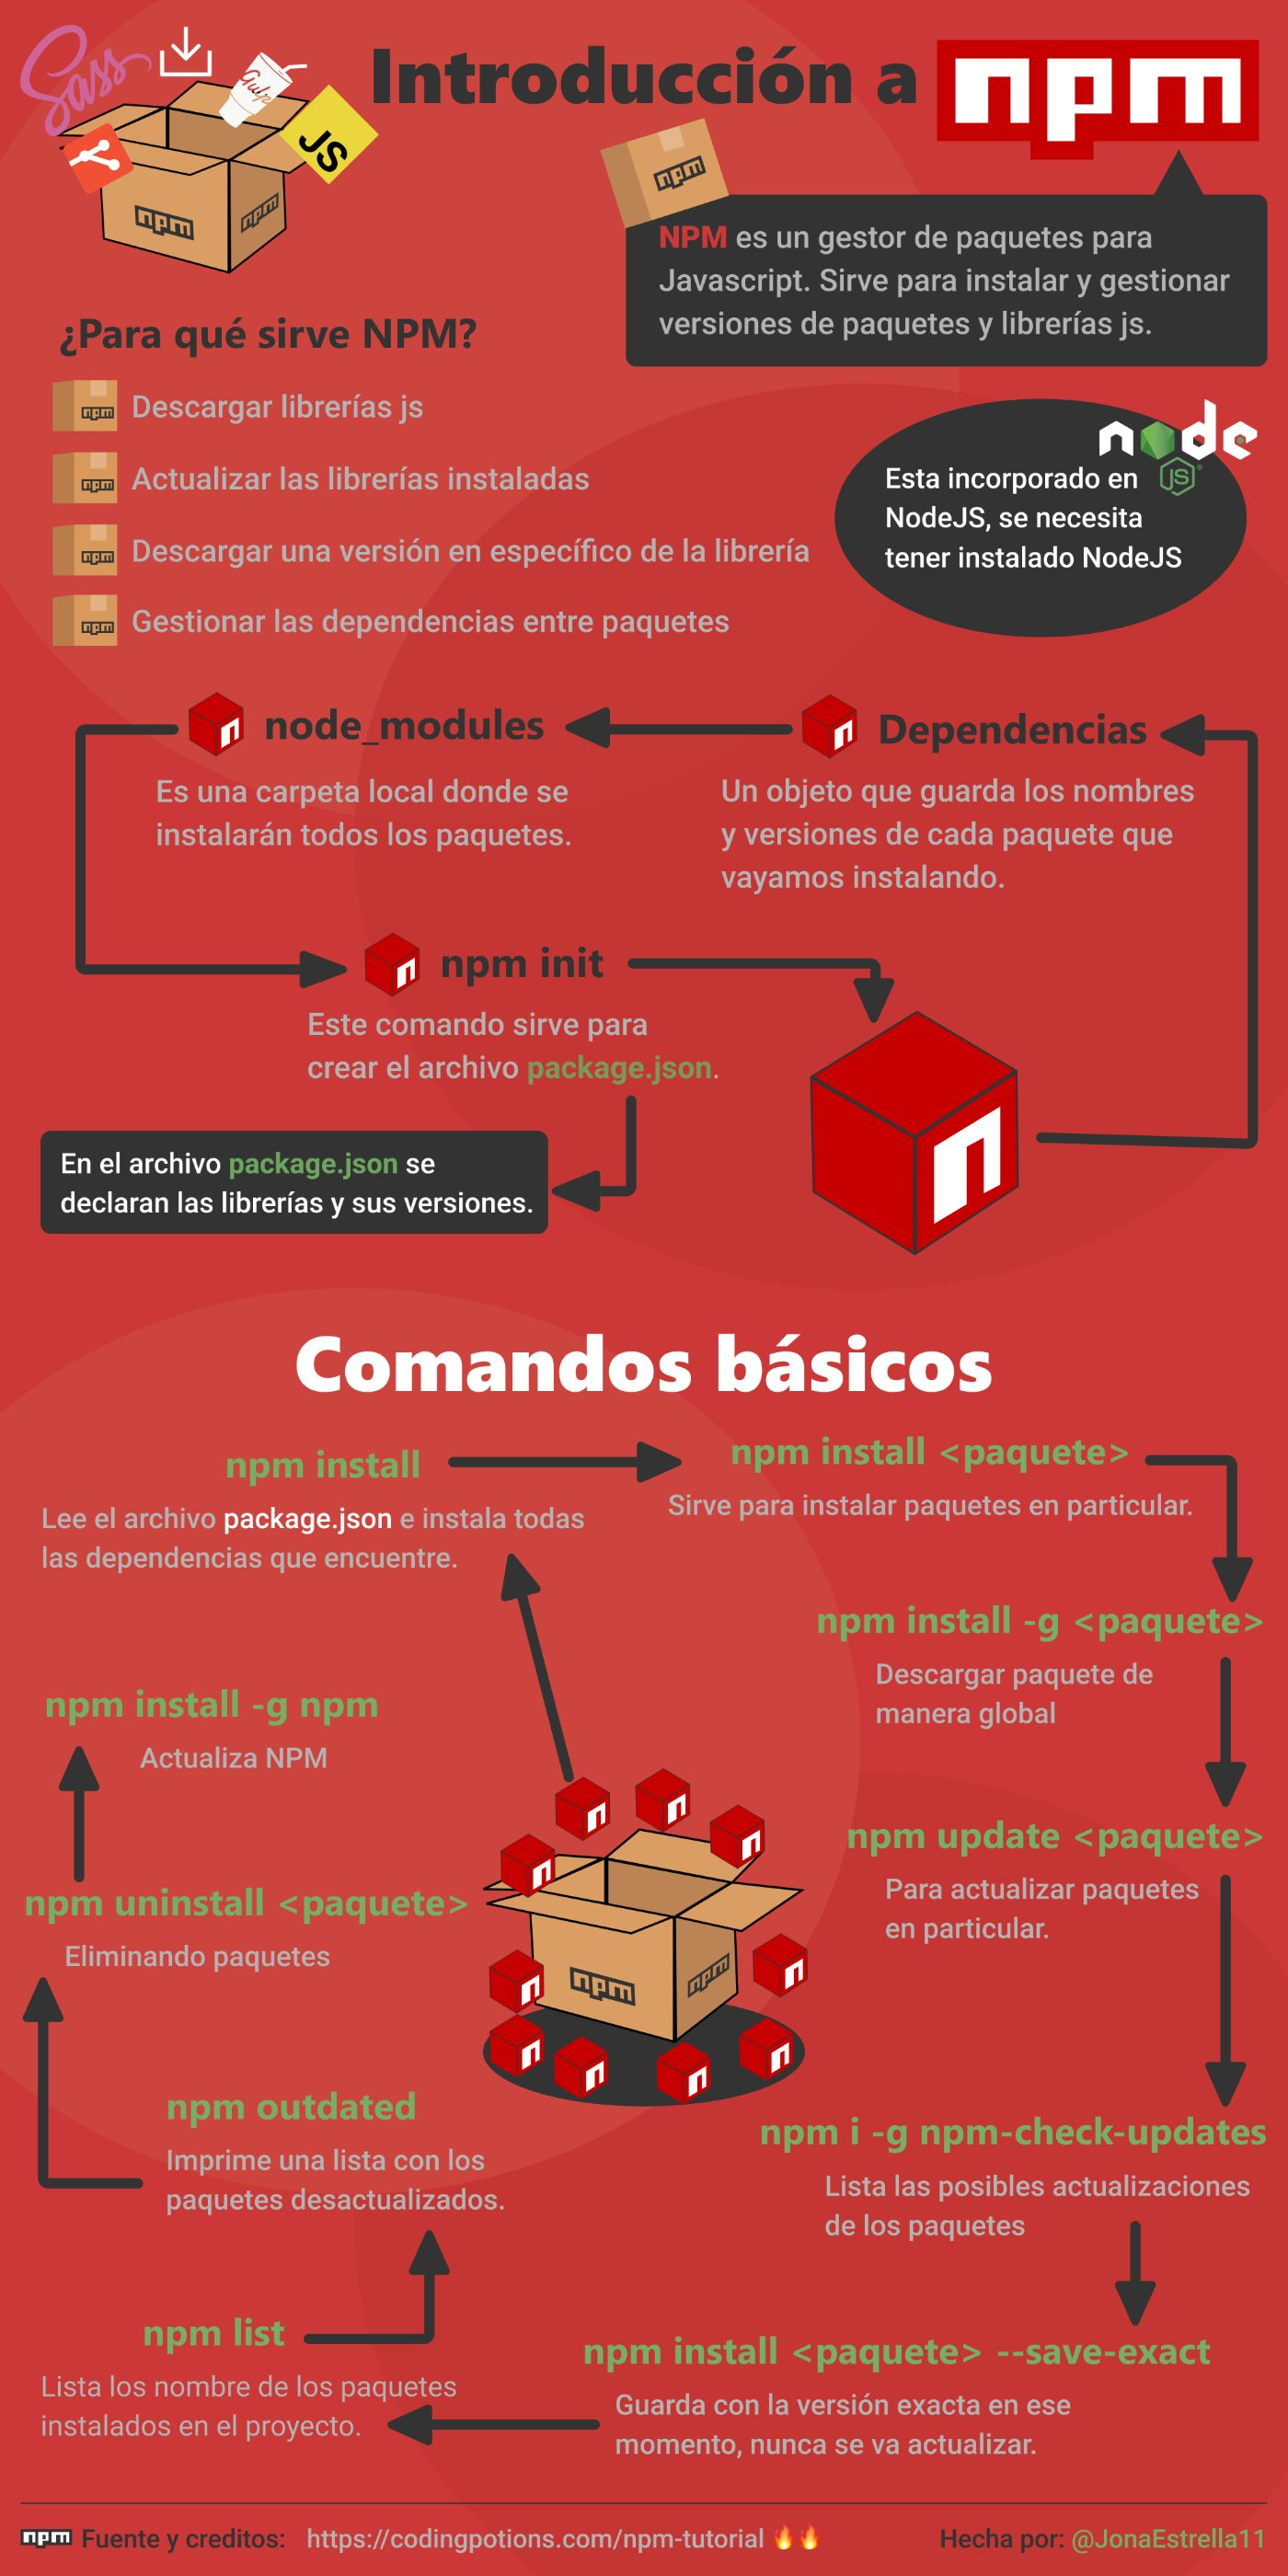 Sass
Gulp
JS
npm
npm
Introducción a
npm
npm
NPM es un gestor de paquetes para
Javascript. Sirve para instalar y gestionar
versiones de paquetes y librerías js.
¿Para qué sirve NPM?
npm Descargar librerías js
npm Actualizar las librerías instaladas
npm Descargar una versión en específico de la librería
npm Gestionar las dependencias entre paquetes
node
JS
Esta incorporado en
NodeJS, se necesita
tener instalado NodeJS
n node_modules
Es una carpeta local donde se
instalarán todos los paquetes.
n Dependencias
Un objeto que guarda los nombres
y versiones de cada paquete que
vayamos instalando.
n npm init
Este comando sirve para
crear el archivo package.json.
n
En el archivo package.json se
declaran las librerías y sus versiones.
Comandos básicos
npm install
Lee el archivo package.json e instala todas
las dependencias que encuentre.
npm install <paquete>
Sirve para instalar paquetes en particular.
npm install -g <paquete>
Descargar paquete de
manera global
npm update <paquete>
Para actualizar paquetes
en particular.
npm i -g npm-check-updates
Lista las posibles actualizaciones
de los paquetes
npm install <paquete> --save-exact
Guarda con la versión exacta en ese
momento, nunca se va actualizar.
npm list
Lista los nombre de los paquetes
instalados en el proyecto.
npm outdated
Imprime una lista con los
paquetes desactualizados.
npm uninstall <paquete>
Eliminando paquetes
npm install -g npm
Actualiza NPM
n
n
n
n
n
n
n
n
n
n
npm
npm
npm Fuente y creditos: https://codingpotions.com/npm-tutorial 🔥🔥
Hecha por: @JonaEstrella11